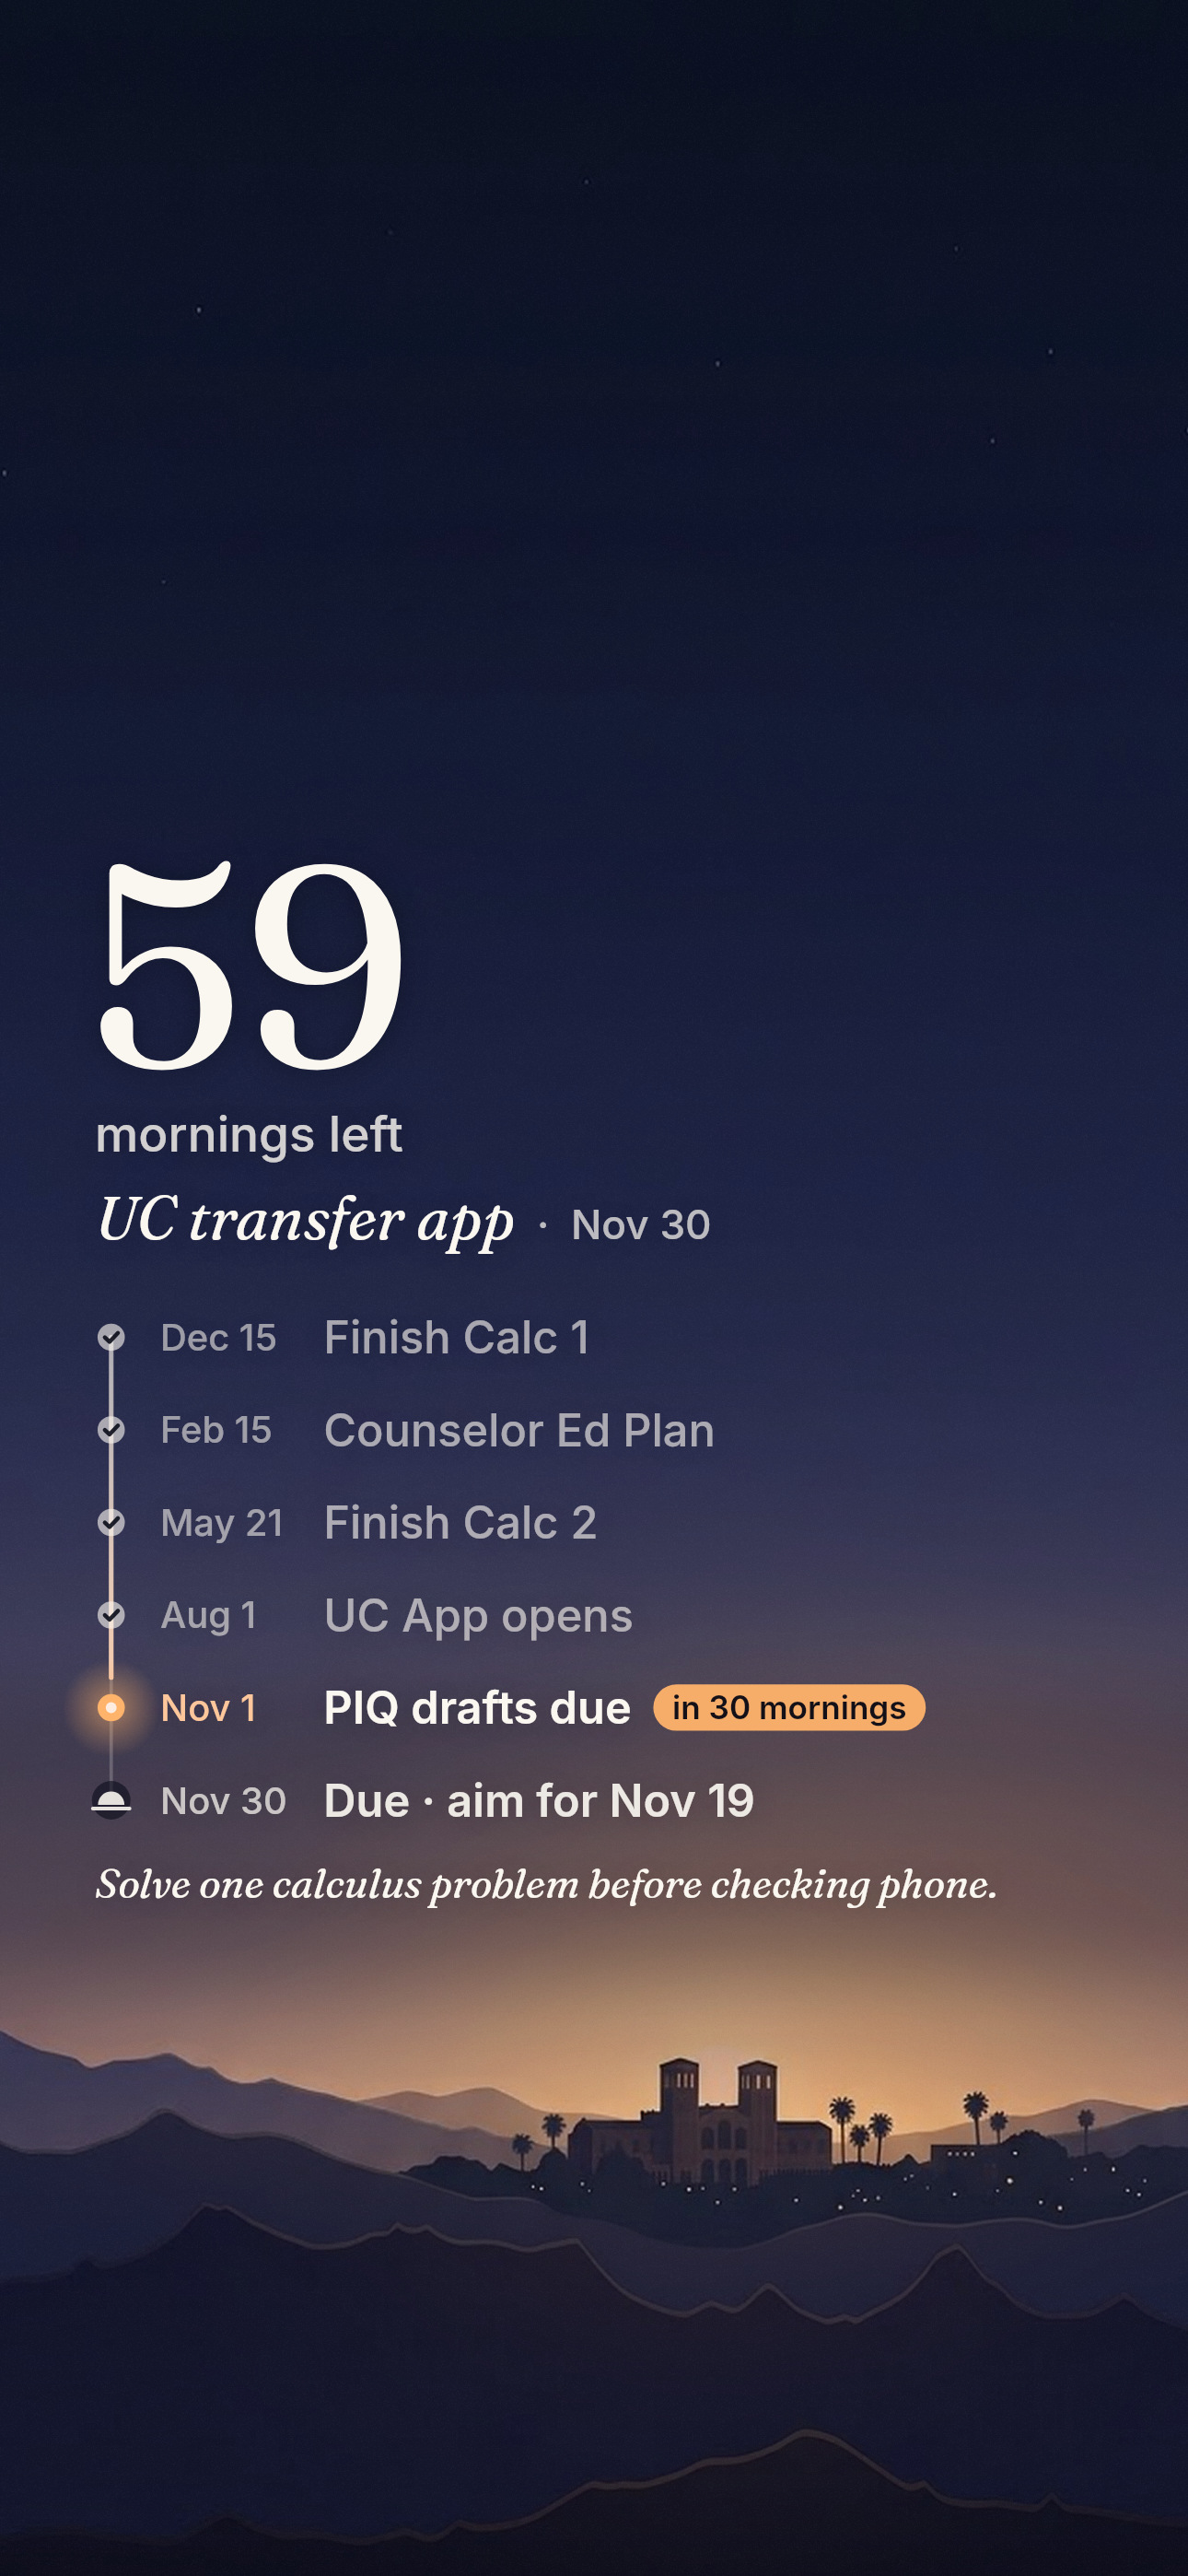 59
mornings left
UC transfer app · Nov 30
Dec 15 Finish Calc 1
Feb 15 Counselor Ed Plan
May 21 Finish Calc 2
Aug 1 UC App opens
Nov 1 PIQ drafts due in 30 mornings
Nov 30 Due · aim for Nov 19
Solve one calculus problem before checking phone.